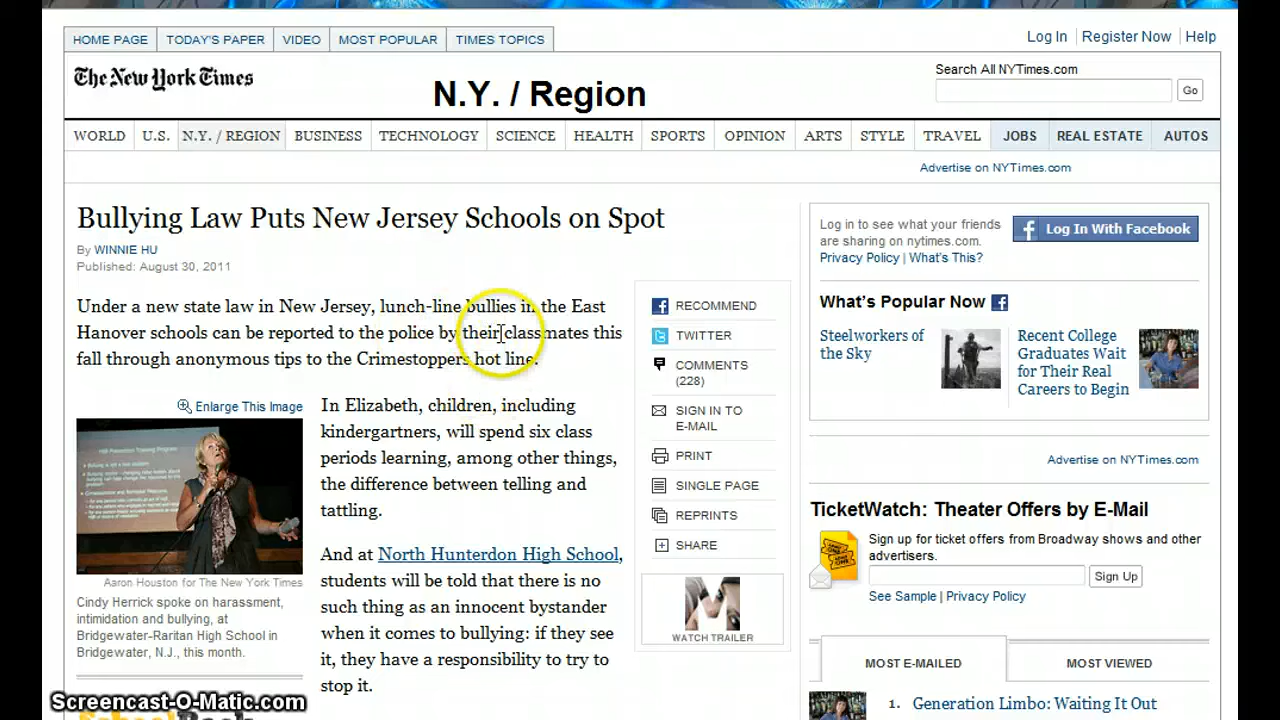 HOME PAGE TODAY'S PAPER VIDEO MOST POPULAR TIMES TOPICS
Log In Register Now Help
The New York Times
N.Y. / Region
Search All NYTimes.com
Go
WORLD U.S. N.Y. / REGION BUSINESS TECHNOLOGY SCIENCE HEALTH SPORTS OPINION ARTS STYLE TRAVEL JOBS REAL ESTATE AUTOS
Advertise on NYTimes.com
Bullying Law Puts New Jersey Schools on Spot
By WINNIE HU
Published: August 30, 2011
Under a new state law in New Jersey, lunch-line bullies in the East
Hanover schools can be reported to the police by their classmates this
fall through anonymous tips to the Crimestoppers hot line.
Enlarge This Image
Aaron Houston for The New York Times
Cindy Herrick spoke on harassment,
intimidation and bullying, at
Bridgewater-Raritan High School in
Bridgewater, N.J., this month.
In Elizabeth, children, including
kindergartners, will spend six class
periods learning, among other things,
the difference between telling and
tattling.
And at North Hunterdon High School,
students will be told that there is no
such thing as an innocent bystander
when it comes to bullying: if they see
it, they have a responsibility to try to
stop it.
RECOMMEND
TWITTER
COMMENTS
(228)
SIGN IN TO
E-MAIL
PRINT
SINGLE PAGE
REPRINTS
SHARE
WATCH TRAILER
Log in to see what your friends
are sharing on nytimes.com.
Privacy Policy | What's This?
Log In With Facebook
What's Popular Now
Steelworkers of
the Sky
Recent College
Graduates Wait
for Their Real
Careers to Begin
Advertise on NYTimes.com
TicketWatch: Theater Offers by E-Mail
Sign up for ticket offers from Broadway shows and other
advertisers.
Sign Up
See Sample | Privacy Policy
MOST E-MAILED MOST VIEWED
1. Generation Limbo: Waiting It Out
Screencast-O-Matic.com